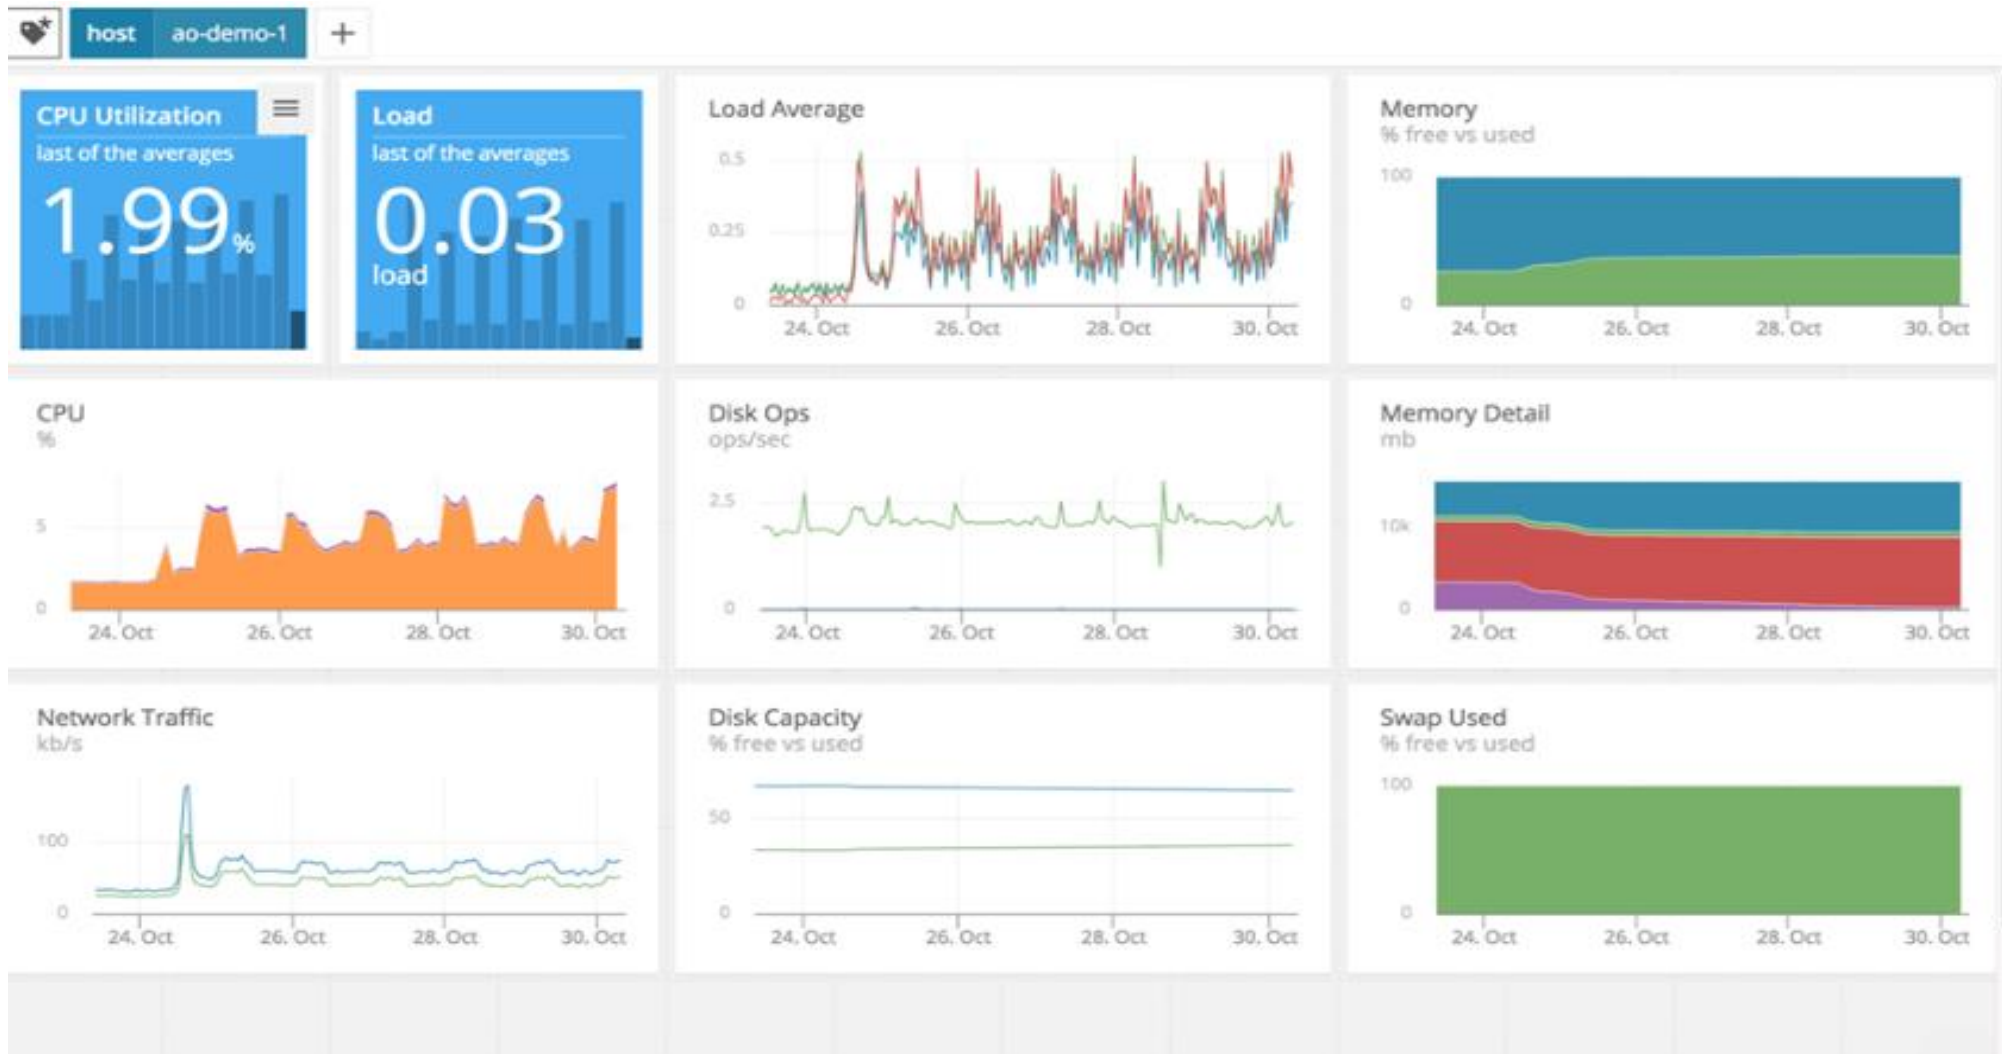 host ao-demo-1 +
CPU Utilization
last of the averages
1.99%
Load
last of the averages
0.03
load
Load Average
0.5
0.25
0
24. Oct 26. Oct 28. Oct 30. Oct
Memory
% free vs used
100
0
24. Oct 26. Oct 28. Oct 30. Oct
CPU
%
5
0
24. Oct 26. Oct 28. Oct 30. Oct
Disk Ops
ops/sec
2.5
0
24. Oct 26. Oct 28. Oct 30. Oct
Memory Detail
mb
10k
0
24. Oct 26. Oct 28. Oct 30. Oct
Network Traffic
kb/s
100
0
24. Oct 26. Oct 28. Oct 30. Oct
Disk Capacity
% free vs used
50
0
24. Oct 26. Oct 28. Oct 30. Oct
Swap Used
% free vs used
100
0
24. Oct 26. Oct 28. Oct 30. Oct